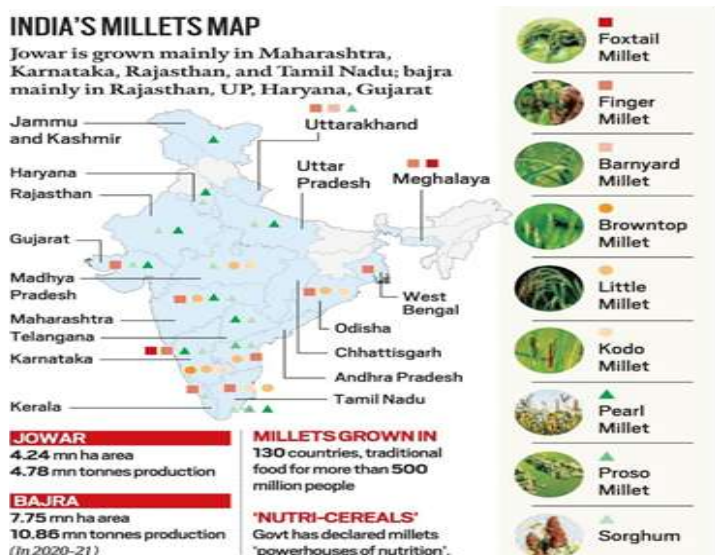 INDIA'S MILLETS MAP
Jowar is grown mainly in Maharashtra,
Karnataka, Rajasthan, and Tamil Nadu; bajra
mainly in Rajasthan, UP, Haryana, Gujarat
Jammu
and Kashmir
Haryana
Rajasthan
Gujarat
Madhya
Pradesh
Maharashtra
Telangana
Karnataka
Kerala
Uttarakhand
Uttar
Pradesh
Meghalaya
West
Bengal
Odisha
Chhattisgarh
Andhra Pradesh
Tamil Nadu
JOWAR
4.24 mn ha area
4.78 mn tonnes production
BAJRA
7.75 mn ha area
10.86 mn tonnes production
(in 2020-21)
MILLETS GROWN IN
130 countries, traditional
food for more than 500
million people
'NUTRI-CEREALS'
Govt has declared millets
"powerhouses of nutrition",
Foxtail
Millet
Finger
Millet
Barnyard
Millet
Browntop
Millet
Little
Millet
Kodo
Millet
Pearl
Millet
Proso
Millet
Sorghum